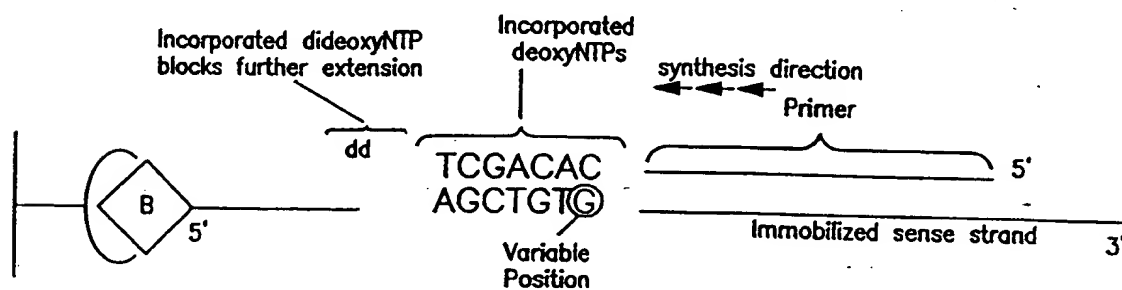 Incorporated dideoxyNTP
blocks further extension
Incorporated
deoxyNTPs
synthesis direction
Primer
dd
TCGACAC
5'
B
AGCTGTG
5'
Immobilized sense strand
3'
Variable
Position